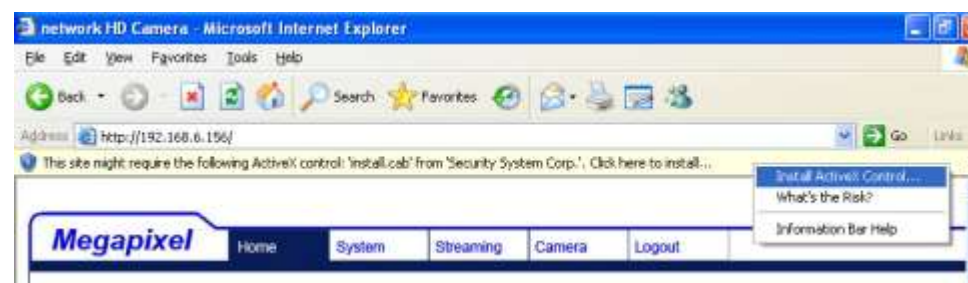 network HD Camera - Microsoft Internet Explorer
File Edit View Favorites Tools Help
Back Search Favorites
Address http://192.168.6.156/ Go Links
This site might require the following ActiveX control: 'install.cab' from 'Security System Corp.'. Click here to install...
Install ActiveX Control...
What's the Risk?
Information Bar Help
Megapixel Home System Streaming Camera Logout